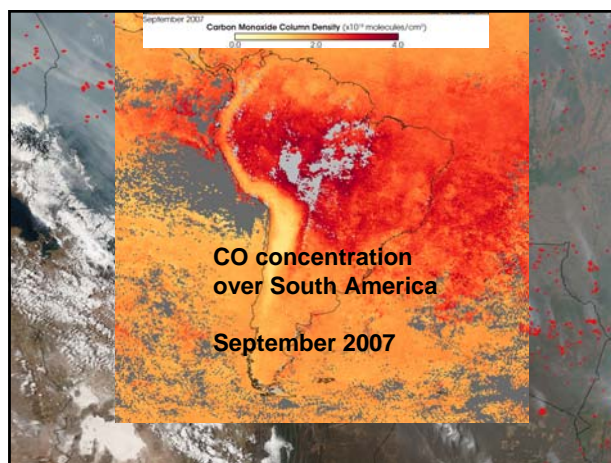 September 2007
Carbon Monoxide Column Density (x10¹⁸ molecules/cm²)
0.0 2.0 4.0
CO concentration
over South America
September 2007